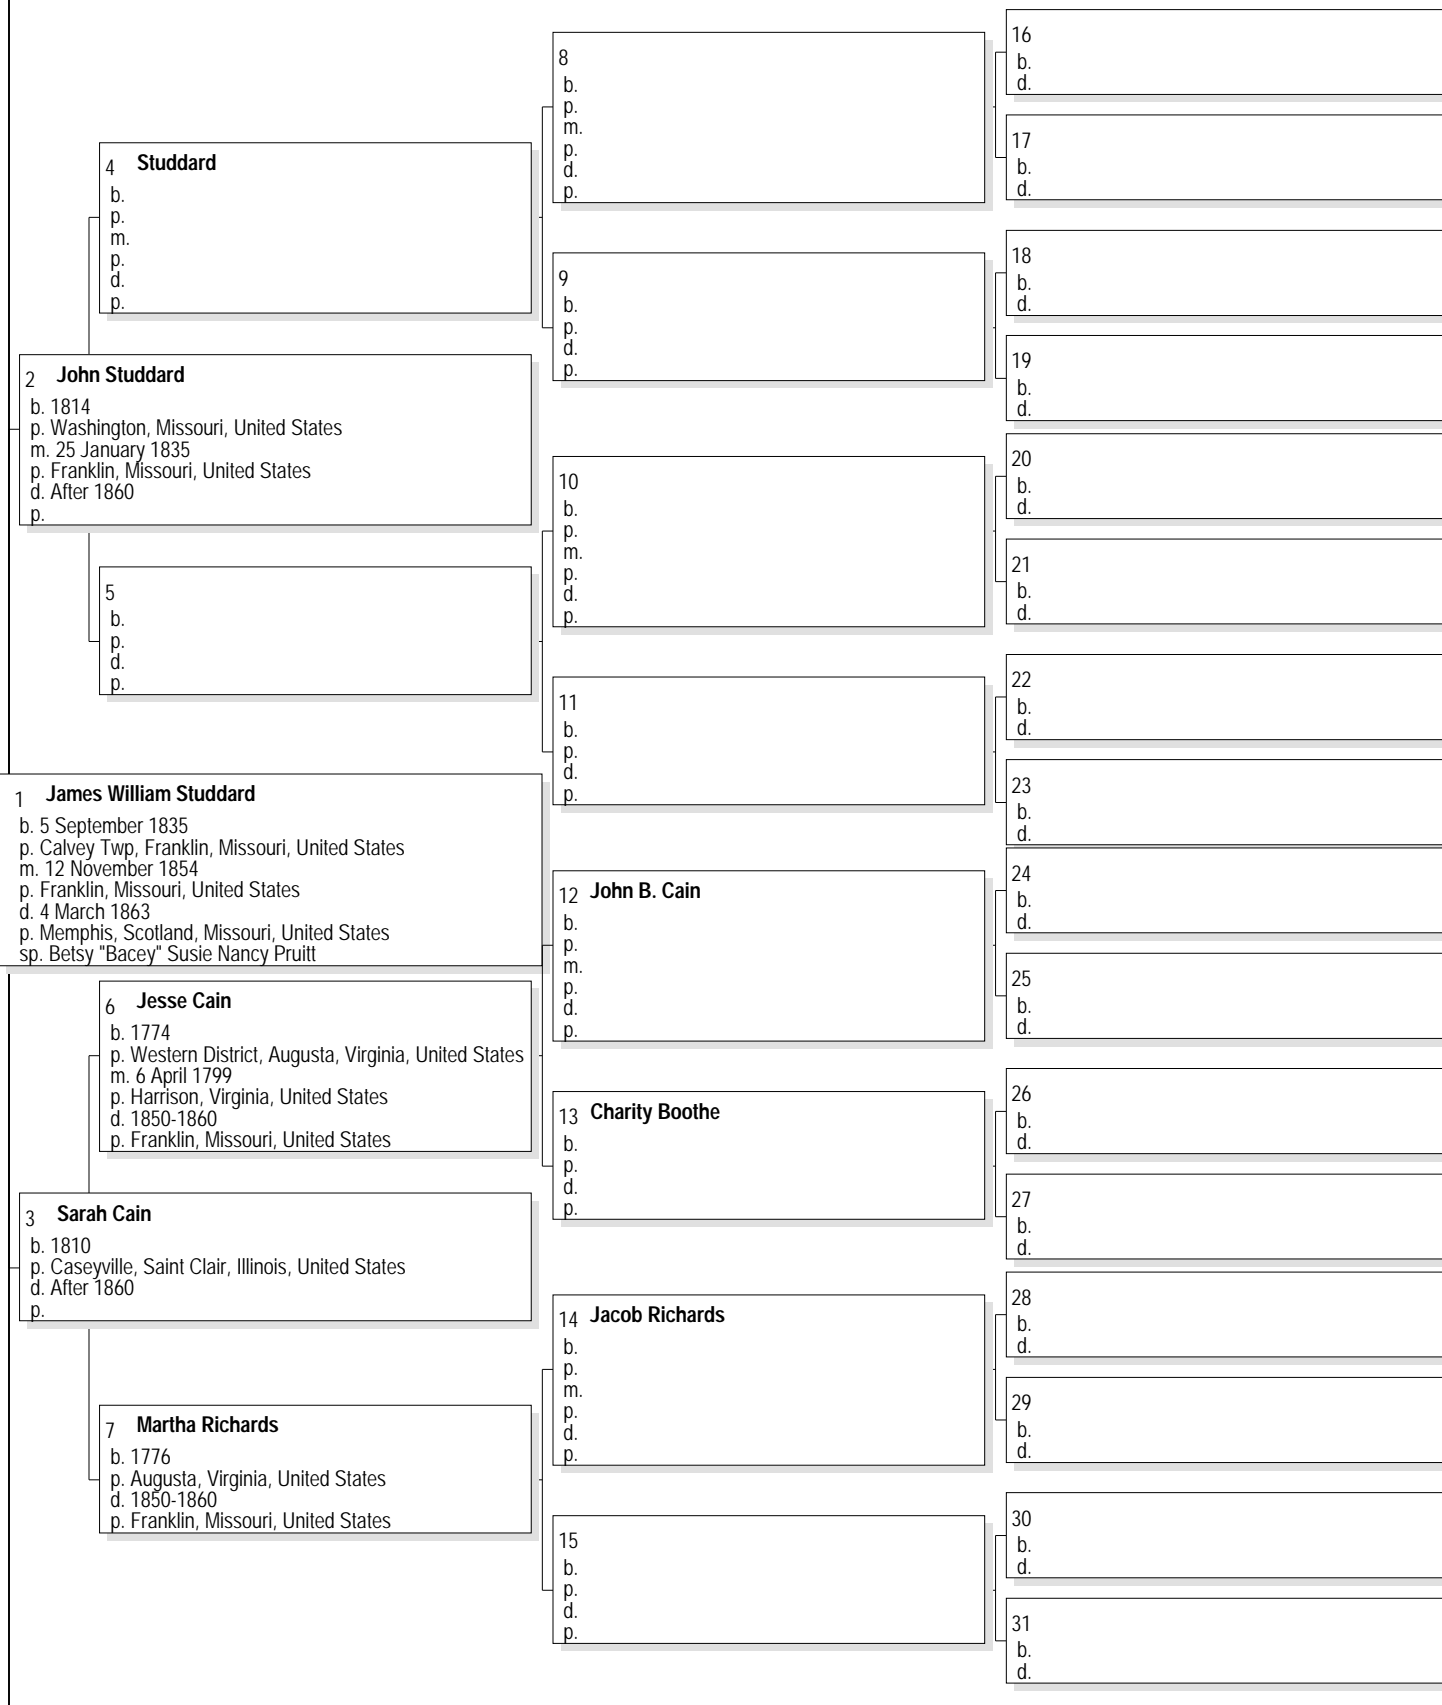 4 Studdard
b.
p.
m.
p.
d.
p.
2 John Studdard
b. 1814
p. Washington, Missouri, United States
m. 25 January 1835
p. Franklin, Missouri, United States
d. After 1860
p.
5
b.
p.
d.
p.
1 James William Studdard
b. 5 September 1835
p. Calvey Twp, Franklin, Missouri, United States
m. 12 November 1854
p. Franklin, Missouri, United States
d. 4 March 1863
p. Memphis, Scotland, Missouri, United States
sp. Betsy "Bacey" Susie Nancy Pruitt
6 Jesse Cain
b. 1774
p. Western District, Augusta, Virginia, United States
m. 6 April 1799
p. Harrison, Virginia, United States
d. 1850-1860
p. Franklin, Missouri, United States
3 Sarah Cain
b. 1810
p. Caseyville, Saint Clair, Illinois, United States
d. After 1860
p.
7 Martha Richards
b. 1776
p. Augusta, Virginia, United States
d. 1850-1860
p. Franklin, Missouri, United States
8
b.
p.
m.
p.
d.
p.
9
b.
p.
d.
p.
10
b.
p.
m.
p.
d.
p.
11
b.
p.
d.
p.
12 John B. Cain
b.
p.
m.
p.
d.
p.
13 Charity Boothe
b.
p.
d.
p.
14 Jacob Richards
b.
p.
m.
p.
d.
p.
15
b.
p.
d.
p.
16
b.
d.
17
b.
d.
18
b.
d.
19
b.
d.
20
b.
d.
21
b.
d.
22
b.
d.
23
b.
d.
24
b.
d.
25
b.
d.
26
b.
d.
27
b.
d.
28
b.
d.
29
b.
d.
30
b.
d.
31
b.
d.